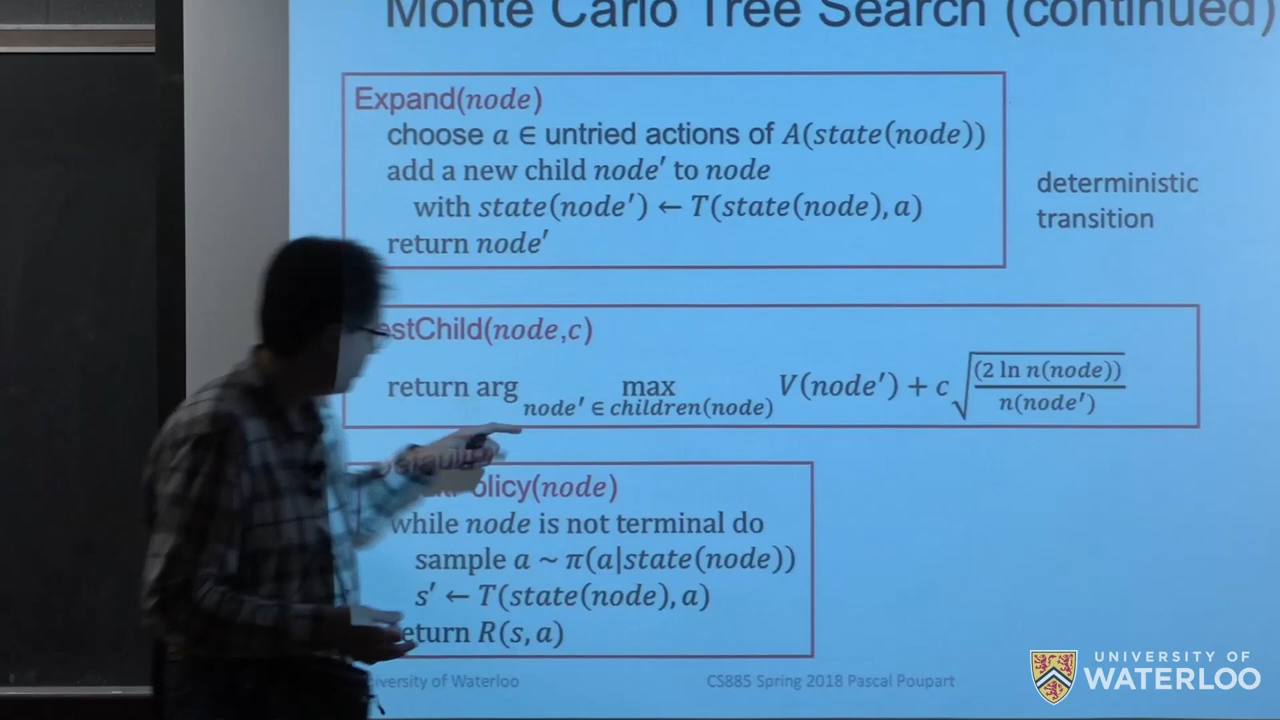 Monte Carlo Tree Search (continued)
Expand(node)
choose a ∈ untried actions of A(state(node))
add a new child node′ to node
with state(node′) ← T(state(node), a)
return node′
deterministic
transition
estChild(node,c)
return arg max node′ ∈ children(node) V(node′) + c √((2 ln n(node)) / n(node′))
olicy(node)
while node is not terminal do
sample a ~ π(a|state(node))
s′ ← T(state(node), a)
eturn R(s, a)
iversity of Waterloo
CS885 Spring 2018 Pascal Poupart
UNIVERSITY OF
WATERLOO